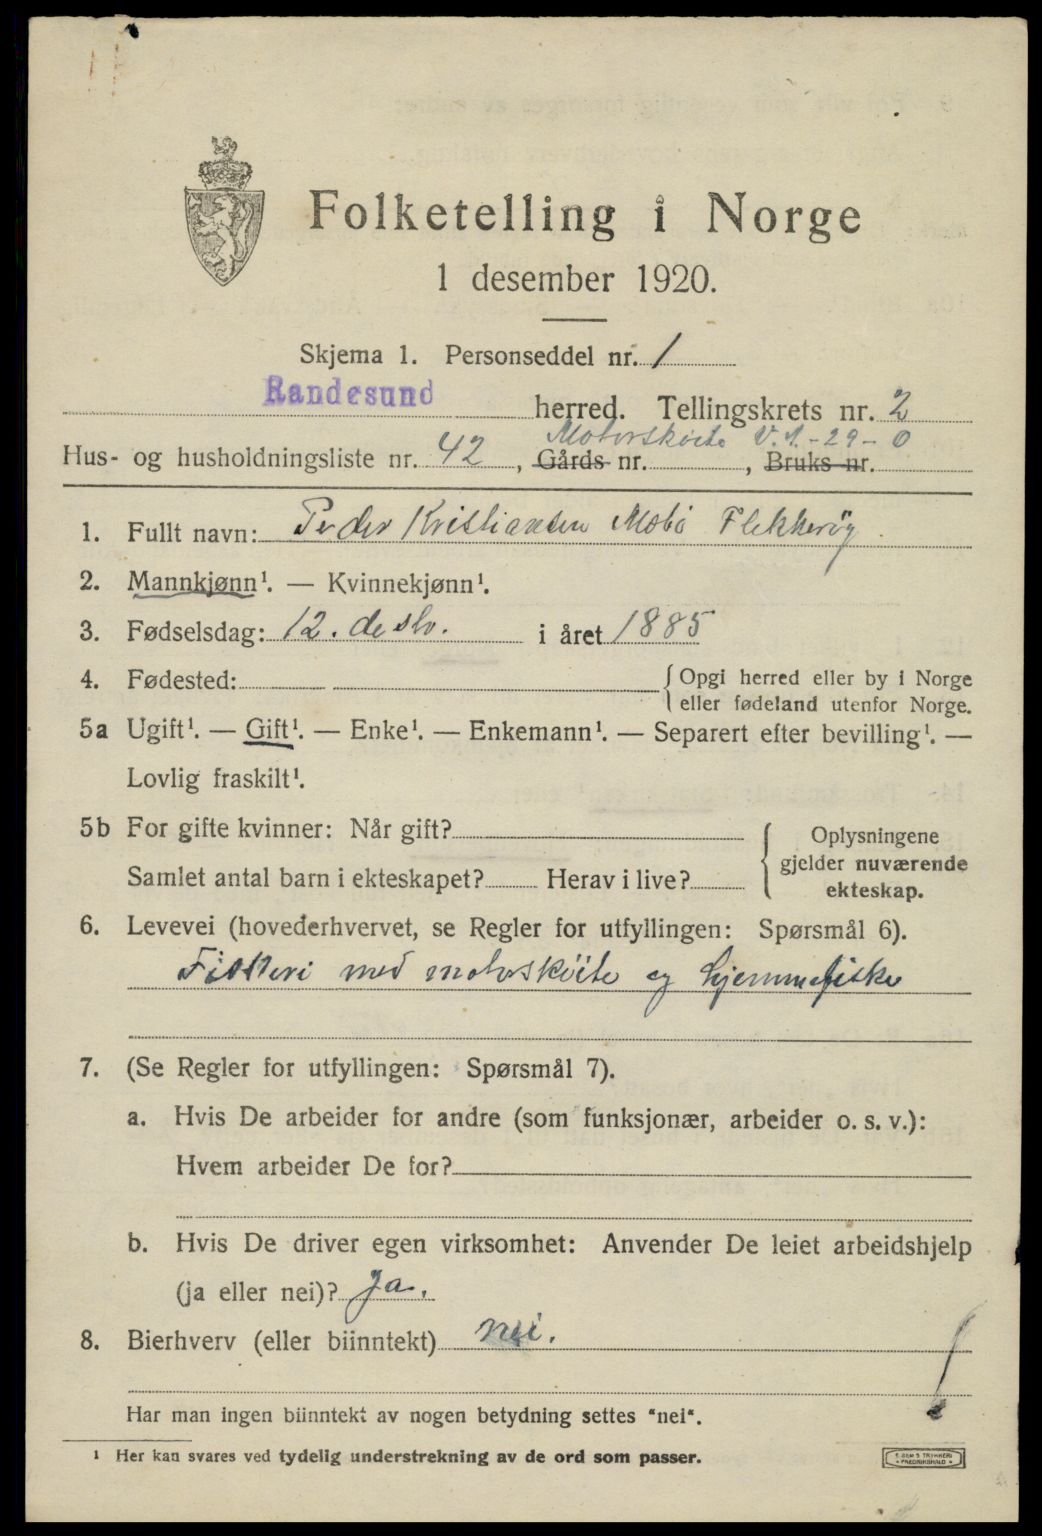 Folketelling i Norge
1 desember 1920.
Skjema 1. Personseddel nr. 1
Randesund herred. Tellingskrets nr. 2
Motorskøite V.A.-29-0
Hus- og husholdningsliste nr. 42, Gårds nr. , Bruks nr.
1. Fullt navn: Peder Kristiansen Mæbø Flekkerøy
2. Mannkjønn¹. — Kvinnekjønn¹.
3. Fødselsdag: 12. desbr. i året 1885
4. Fødested: { Opgi herred eller by i Norge
eller fødeland utenfor Norge.
5a Ugift¹. — Gift¹. — Enke¹. — Enkemann¹. — Separert efter bevilling¹. —
Lovlig fraskilt¹.
5b For gifte kvinner: Når gift?
Samlet antal barn i ekteskapet? Herav i live?
{ Oplysningene
gjelder nuværende
ekteskap.
6. Levevei (hovederhvervet, se Regler for utfyllingen: Spørsmål 6).
Fiskeri med motorskøite og hjemmefiske
7. (Se Regler for utfyllingen: Spørsmål 7).
a. Hvis De arbeider for andre (som funksjonær, arbeider o. s. v.):
Hvem arbeider De for?
b. Hvis De driver egen virksomhet: Anvender De leiet arbeidshjelp
(ja eller nei)? Ja.
8. Bierhverv (eller biinntekt) nei.
Har man ingen biinntekt av nogen betydning settes "nei".
¹ Her kan svares ved tydelig understrekning av de ord som passer.